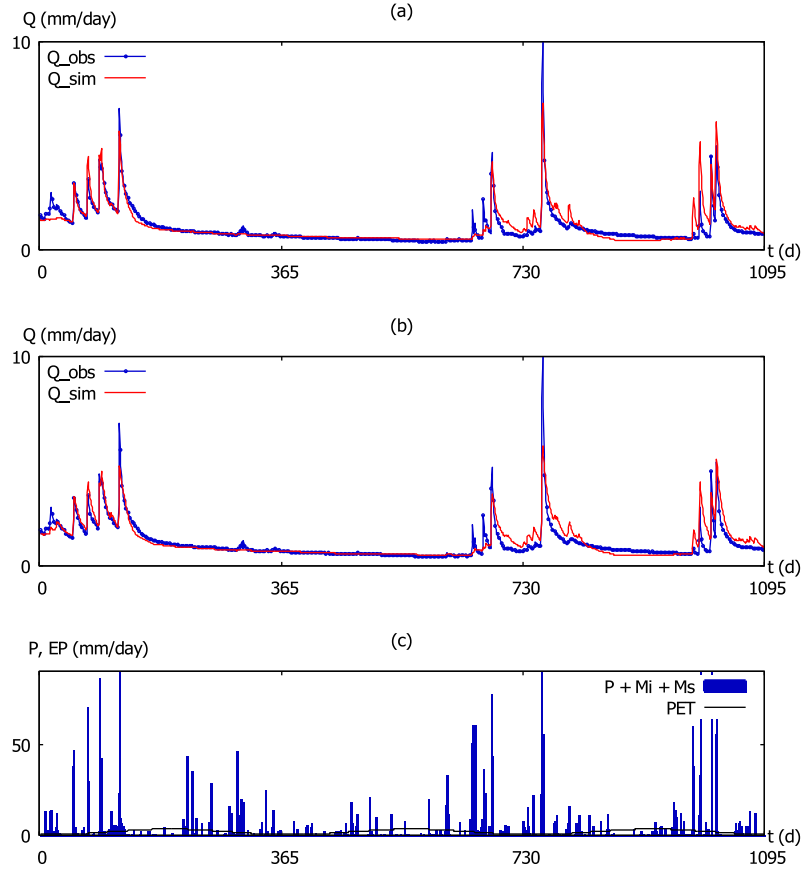 (a)
Q (mm/day)
10
Q_obs
Q_sim
0
t (d)
0 365 730 1095
(b)
Q (mm/day)
10
Q_obs
Q_sim
0
t (d)
0 365 730 1095
(c)
P, EP (mm/day)
P + Mi + Ms
PET
50
0
t (d)
0 365 730 1095